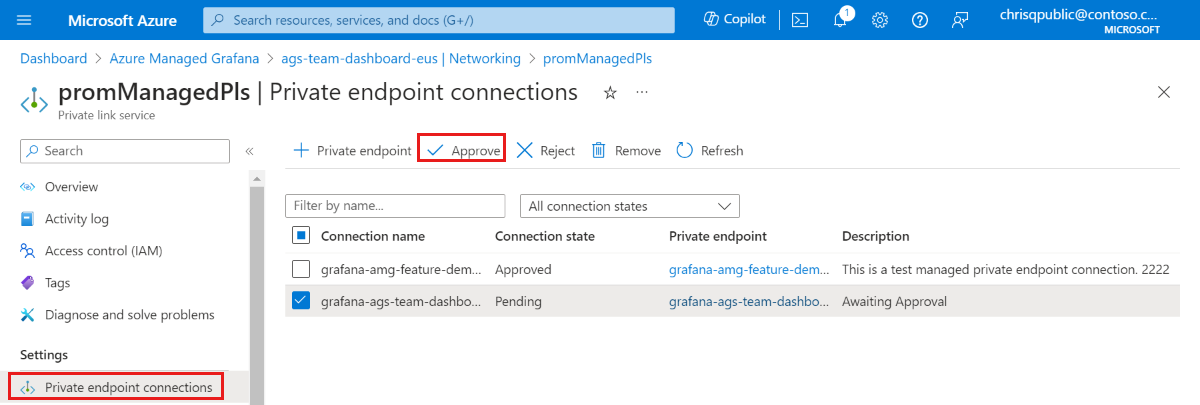 Microsoft Azure
Search resources, services, and docs (G+/)
Copilot
1
chrisqpublic@contoso.c...
MICROSOFT
Dashboard > Azure Managed Grafana > ags-team-dashboard-eus | Networking > promManagedPls
promManagedPls | Private endpoint connections
Private link service
Search
Private endpoint Approve Reject Remove Refresh
Overview
Activity log
Access control (IAM)
Tags
Diagnose and solve problems
Settings
Private endpoint connections
Filter by name... All connection states
Connection name Connection state Private endpoint Description
grafana-amg-feature-dem... Approved grafana-amg-feature-dem... This is a test managed private endpoint connection. 2222
grafana-ags-team-dashbo... Pending grafana-ags-team-dashbo... Awaiting Approval